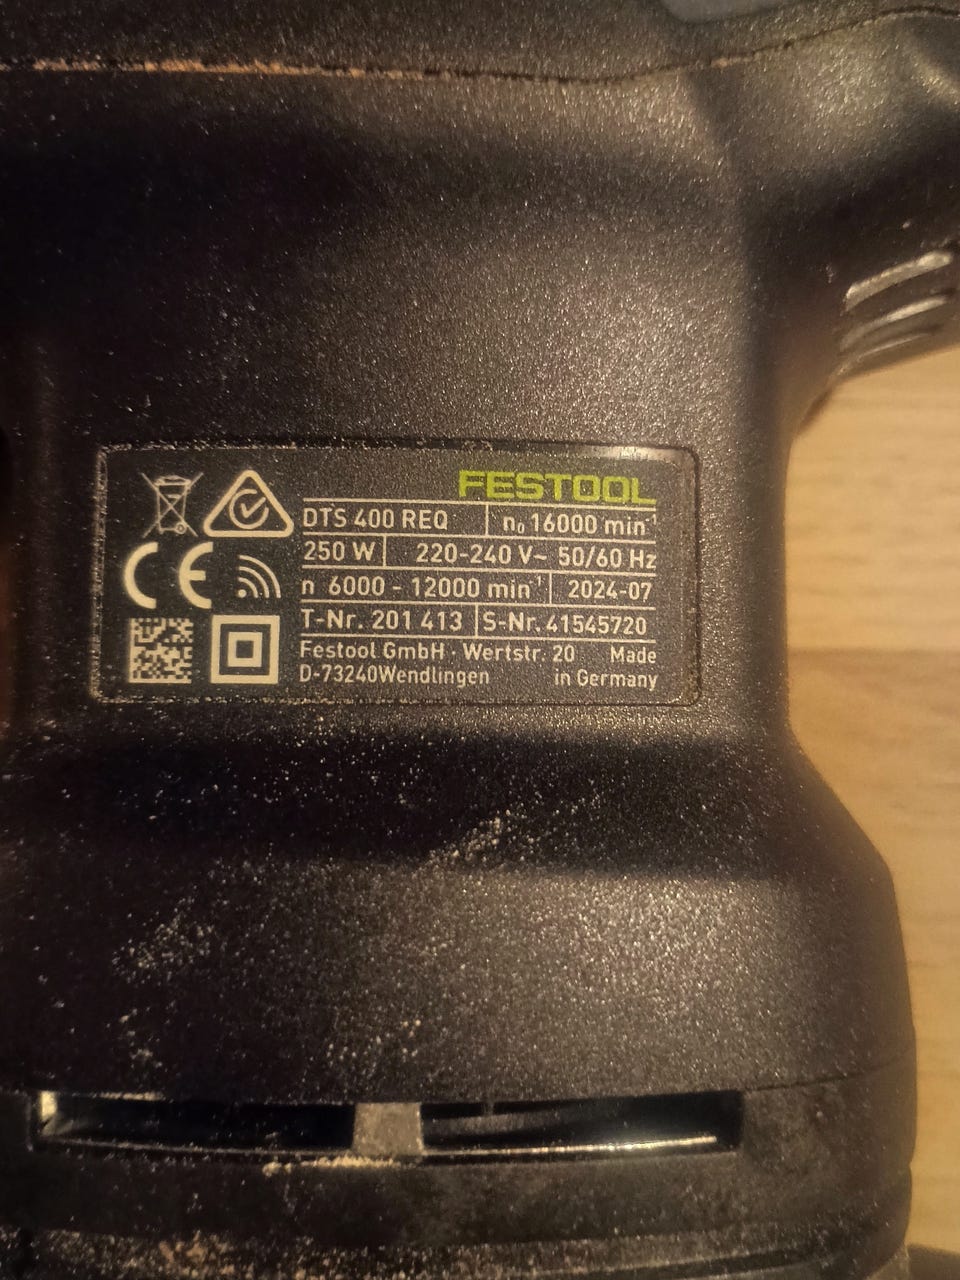 FESTOOL
DTS 400 REQ n₀ 16000 min⁻¹
250 W 220-240 V~ 50/60 Hz
n 6000 - 12000 min⁻¹ 2024-07
T-Nr. 201 413 S-Nr. 41545720
Festool GmbH · Wertstr. 20 Made
D-73240Wendlingen in Germany
CE